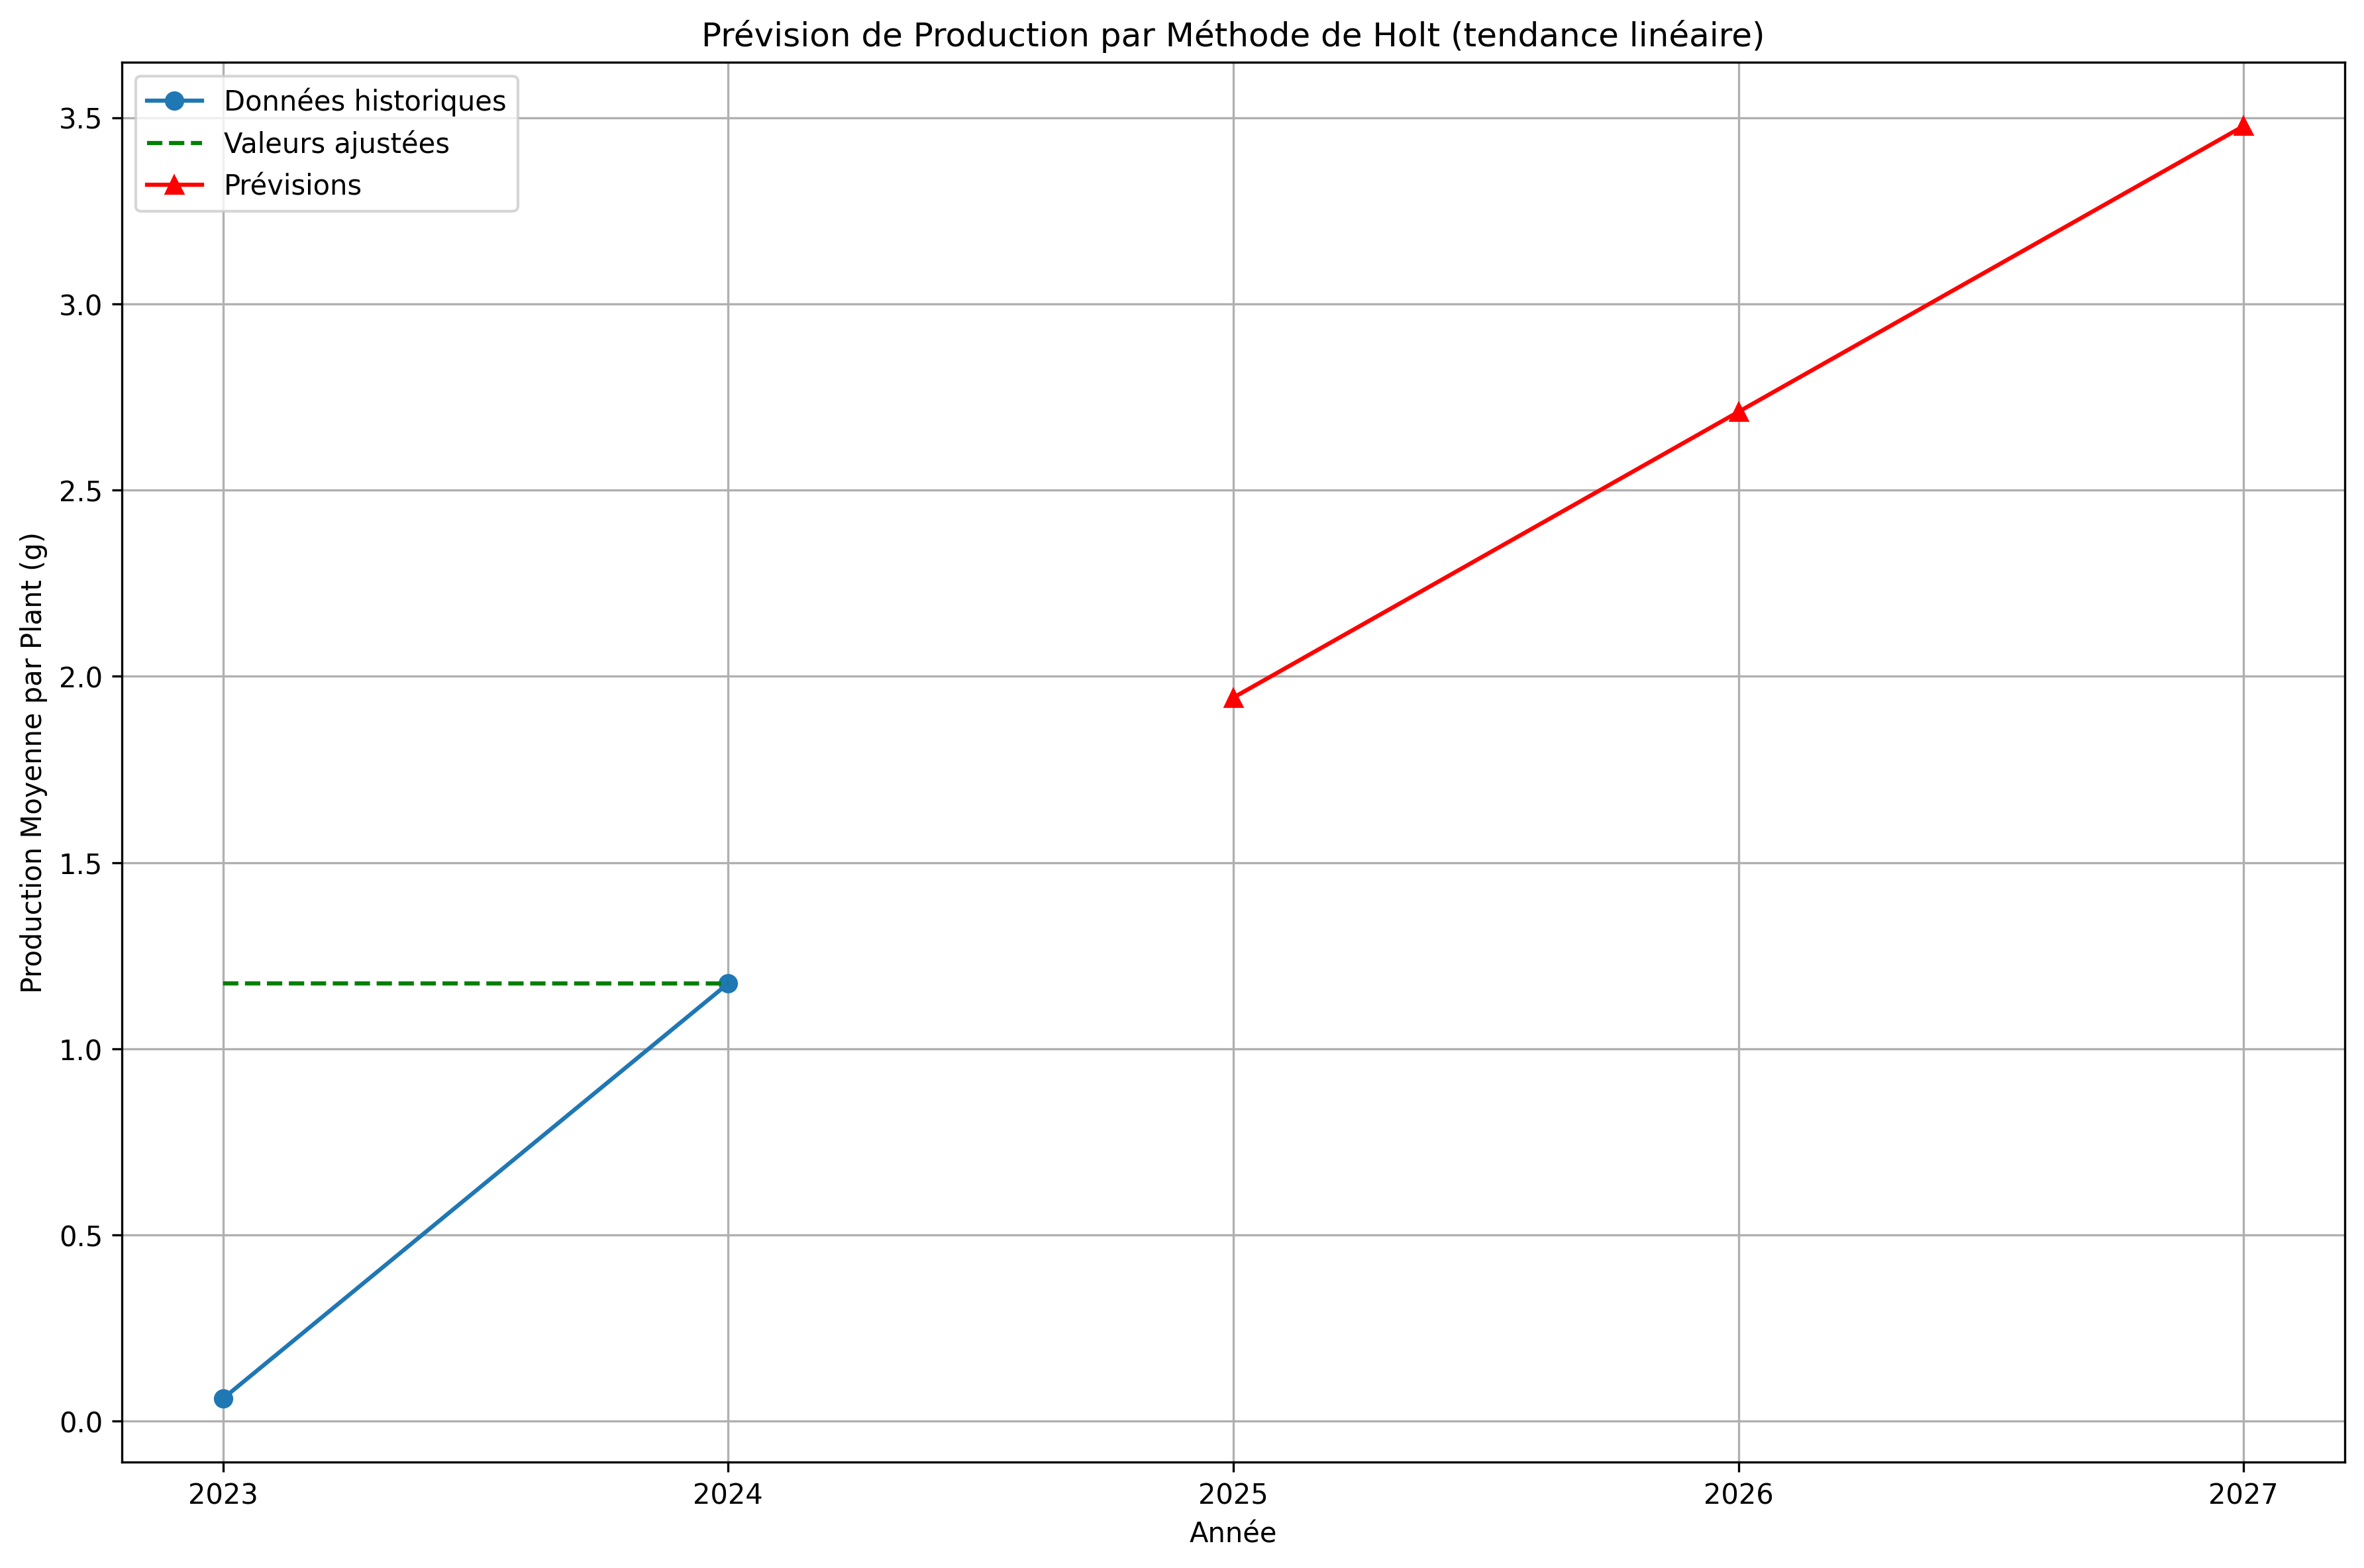 Prévision de Production par Méthode de Holt (tendance linéaire)
Données historiques
Valeurs ajustées
Prévisions
3.5
3.0
2.5
2.0
1.5
1.0
0.5
0.0
Production Moyenne par Plant (g)
2023
2024
2025
2026
2027
Année